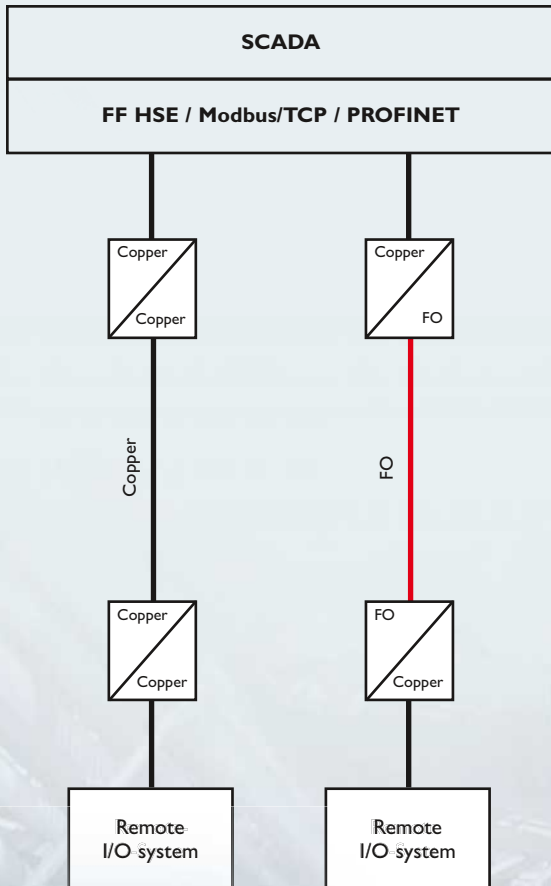 SCADA
FF HSE / Modbus/TCP / PROFINET
Copper
Copper
Copper
FO
Copper
FO
Copper
Copper
FO
Copper
Remote
I/O system
Remote
I/O system